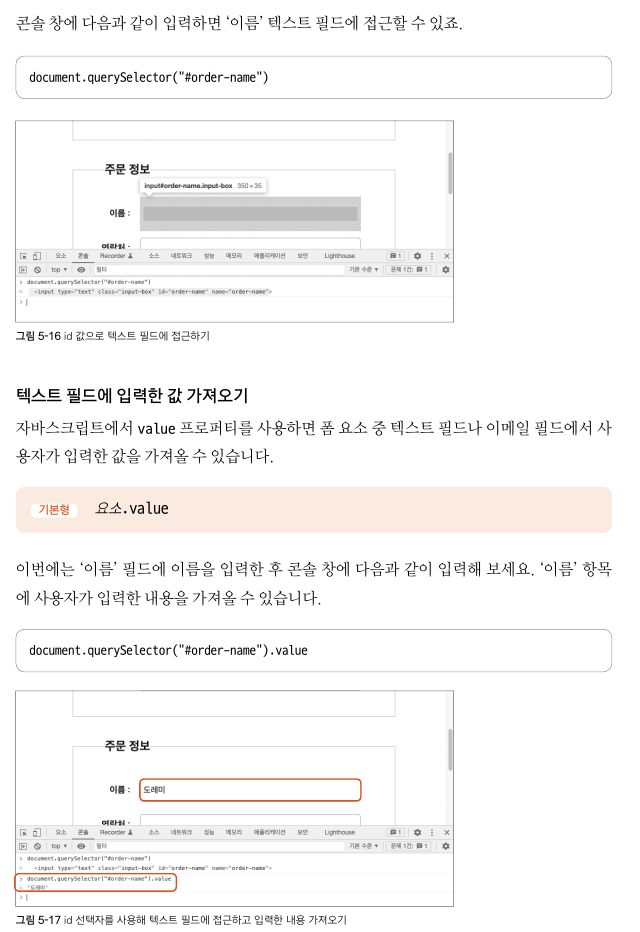 콘솔 창에 다음과 같이 입력하면 ‘이름’ 텍스트 필드에 접근할 수 있죠.
document.querySelector("#order-name")
주문 정보
input#order-name.input-box 350×35
이름 :
연락처 :
요소 콘솔 Recorder 소스 네트워크 성능 메모리 애플리케이션 보안 Lighthouse 1
top ▼ 필터 기본 수준 ▼ 문제 1건: 1
> document.querySelector("#order-name")
< <input type="text" class="input-box" id="order-name" name="order-name">
>
그림 5-16 id 값으로 텍스트 필드에 접근하기
텍스트 필드에 입력한 값 가져오기
자바스크립트에서 value 프로퍼티를 사용하면 폼 요소 중 텍스트 필드나 이메일 필드에서 사
용자가 입력한 값을 가져올 수 있습니다.
기본형 요소.value
이번에는 ‘이름’ 필드에 이름을 입력한 후 콘솔 창에 다음과 같이 입력해 보세요. ‘이름’ 항목
에 사용자가 입력한 내용을 가져올 수 있습니다.
document.querySelector("#order-name").value
주문 정보
이름 : 도레미
연락처 :
요소 콘솔 Recorder 소스 네트워크 성능 메모리 애플리케이션 보안 Lighthouse 1
top ▼ 필터 기본 수준 ▼ 문제 1건: 1
> document.querySelector("#order-name")
< <input type="text" class="input-box" id="order-name" name="order-name">
> document.querySelector("#order-name").value
< '도레미'
>
그림 5-17 id 선택자를 사용해 텍스트 필드에 접근하고 입력한 내용 가져오기